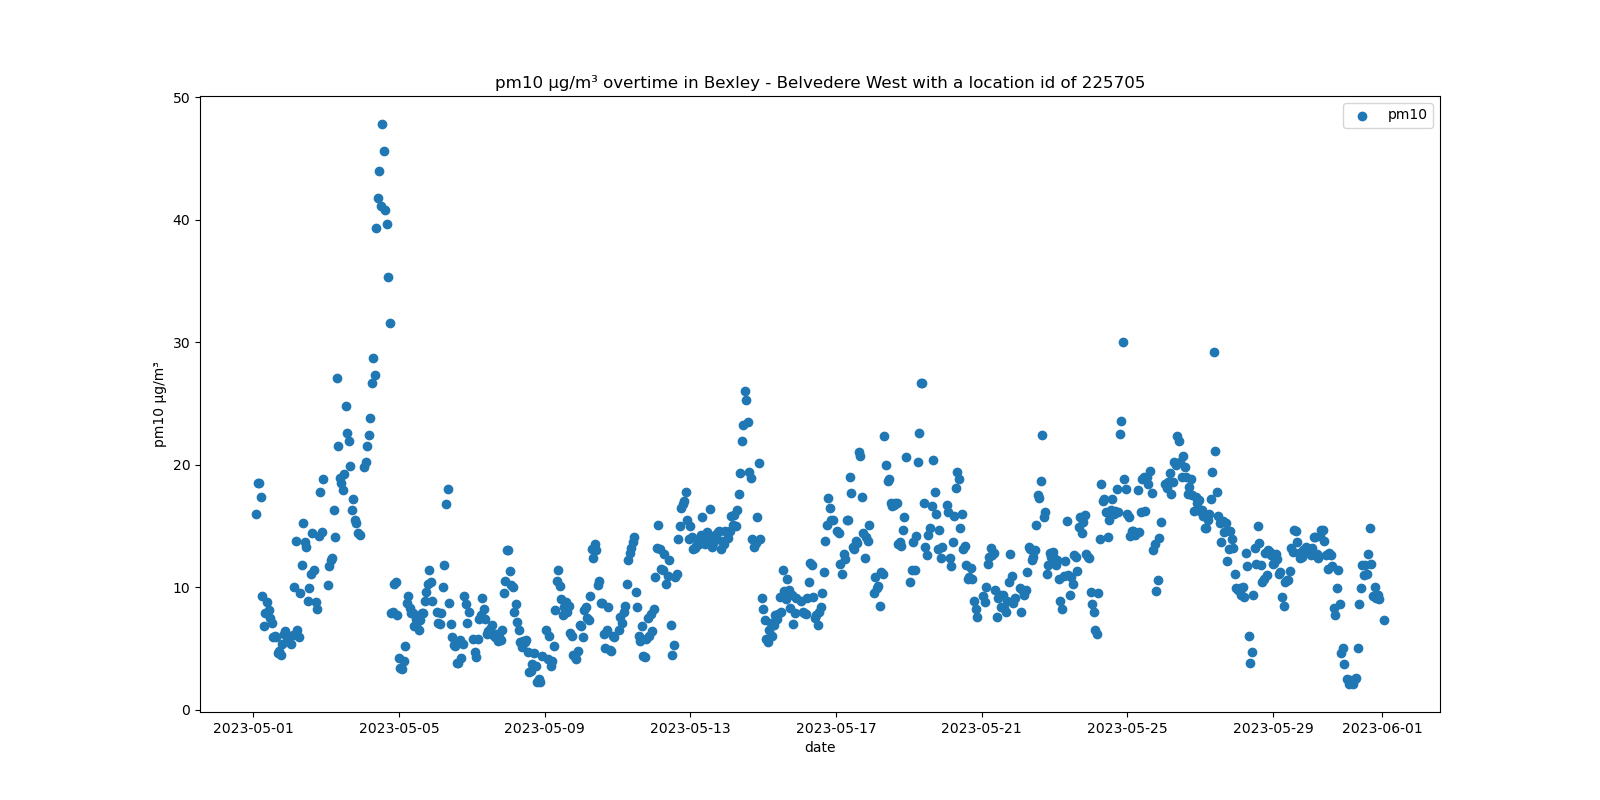 pm10 µg/m³ overtime in Bexley - Belvedere West with a location id of 225705
pm10
50
40
30
20
10
0
pm10 µg/m³
2023-05-01 2023-05-05 2023-05-09 2023-05-13 2023-05-17 2023-05-21 2023-05-25 2023-05-29 2023-06-01
date